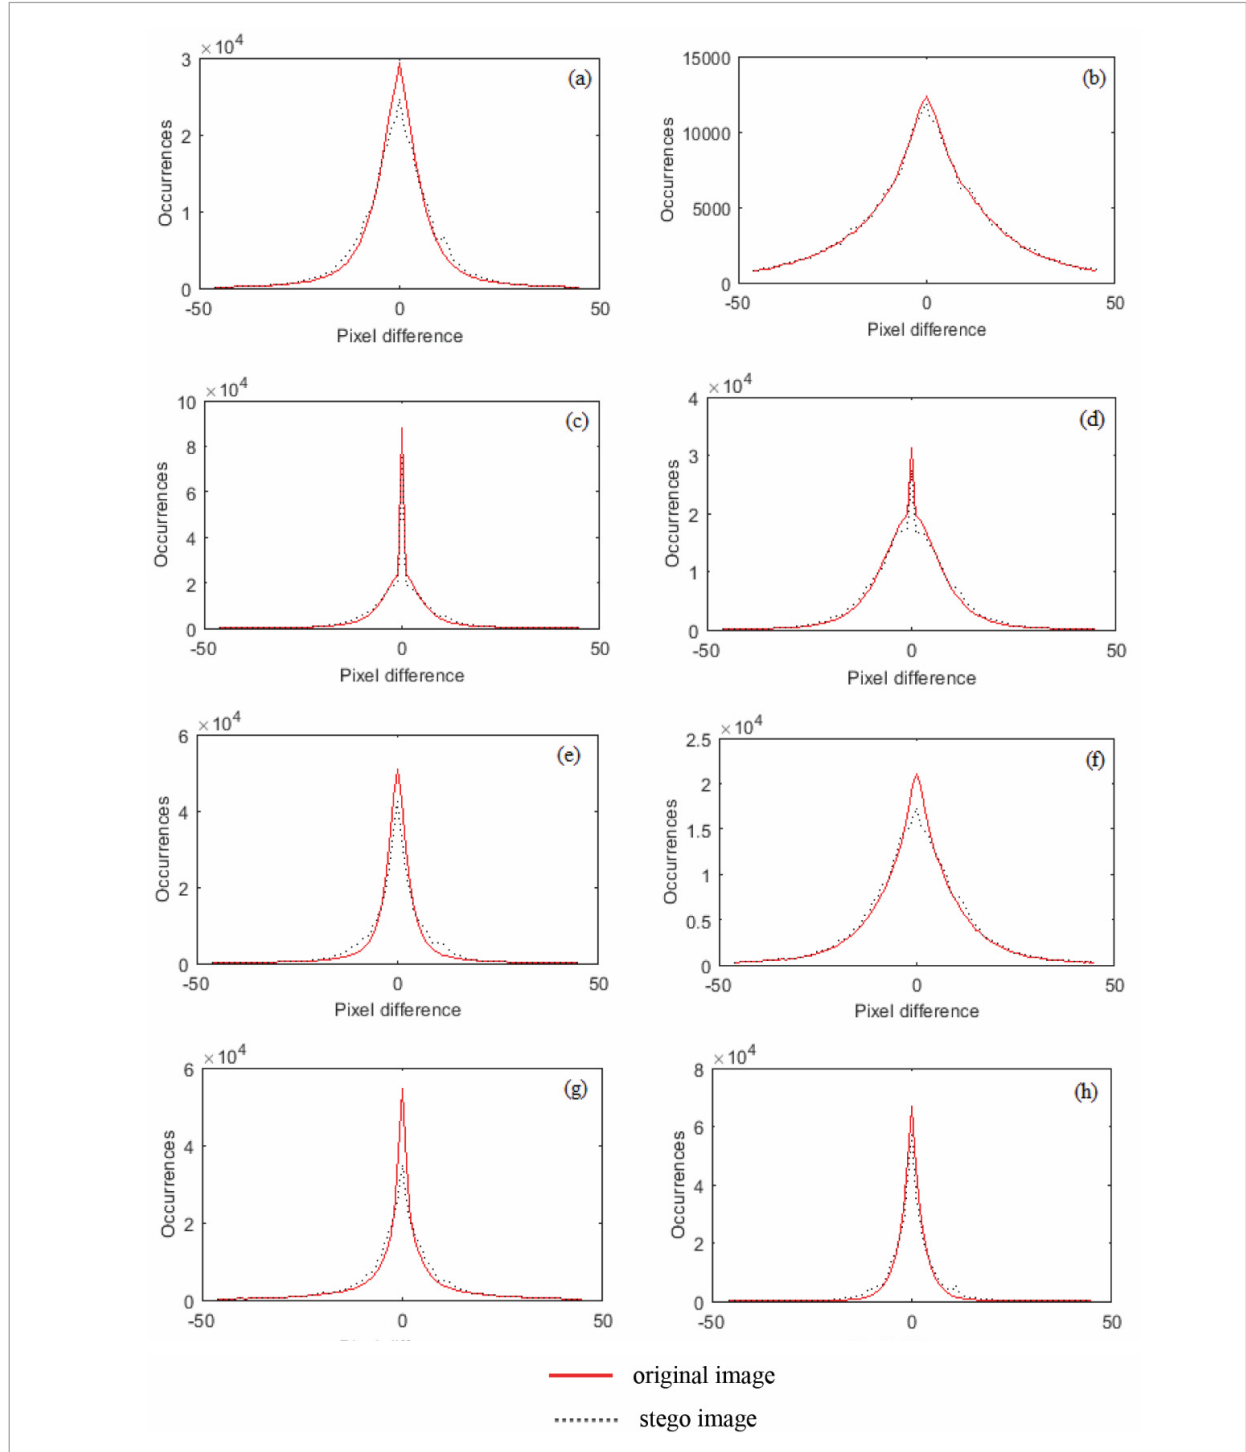 ×10⁴
(a)
3
2
1
0
Occurrences
-50
0
50
Pixel difference
(b)
15000
10000
5000
0
Occurrences
-50
0
50
Pixel difference
×10⁴
(c)
10
8
6
4
2
0
Occurrences
-50
0
50
Pixel difference
×10⁴
(d)
4
3
2
1
0
Occurrences
-50
0
50
Pixel difference
×10⁴
(e)
6
4
2
0
Occurrences
-50
0
50
Pixel difference
×10⁴
(f)
2.5
2
1.5
1
0.5
0
Occurrences
-50
0
50
Pixel difference
×10⁴
(g)
6
4
2
0
Occurrences
-50
0
50
×10⁴
(h)
8
6
4
2
0
Occurrences
-50
0
50
original image
stego image